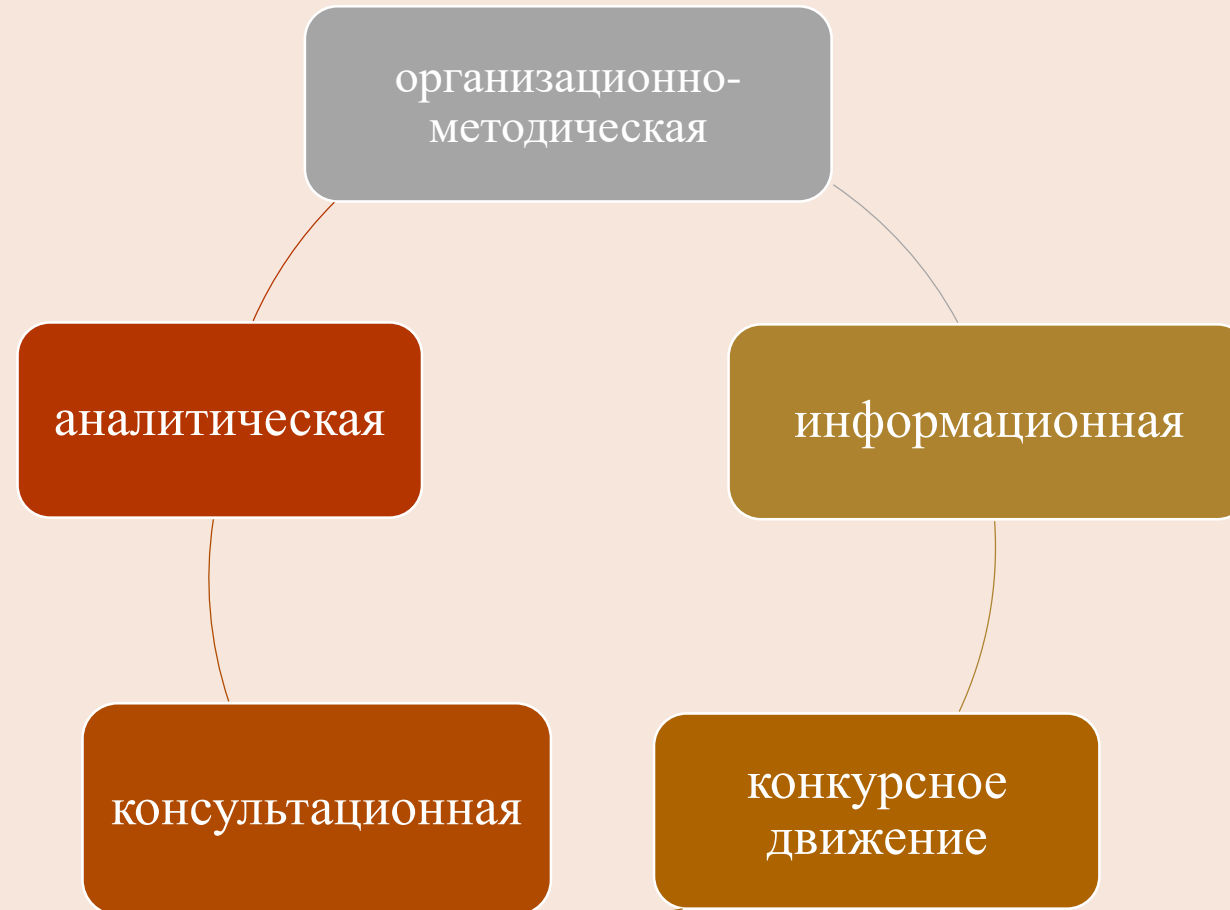 организационно-
методическая
аналитическая
информационная
консультационная
конкурсное
движение